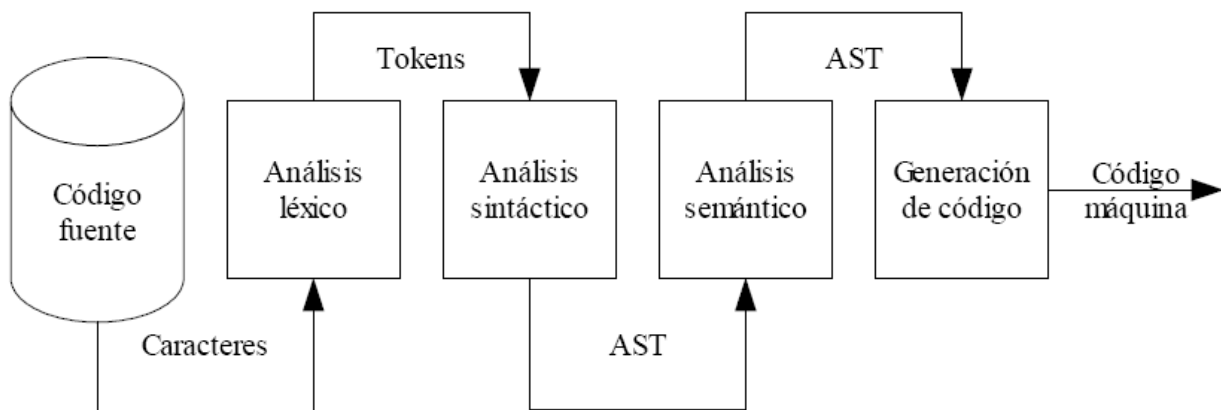 Código
fuente
Caracteres
Análisis
léxico
Tokens
Análisis
sintáctico
AST
Análisis
semántico
AST
Generación
de código
Código
máquina